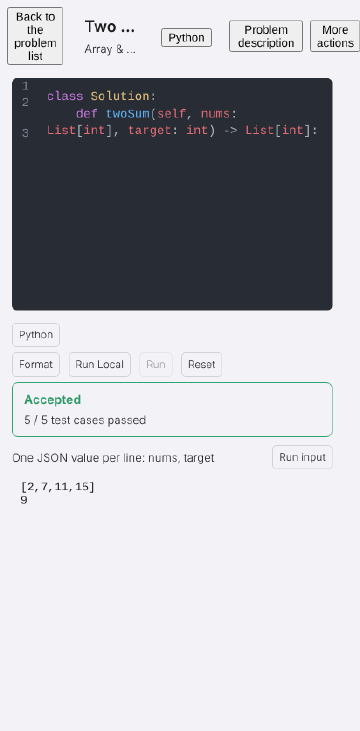 Back to
the
problem
list
Two ...
Array & ...
Python
Problem
description
More
actions
1
class Solution:
2
def twoSum(self, nums:
List[int], target: int) -> List[int]:
3
Python
Format
Run Local
Run
Reset
Accepted
5 / 5 test cases passed
One JSON value per line: nums, target
Run input
[2,7,11,15]
9